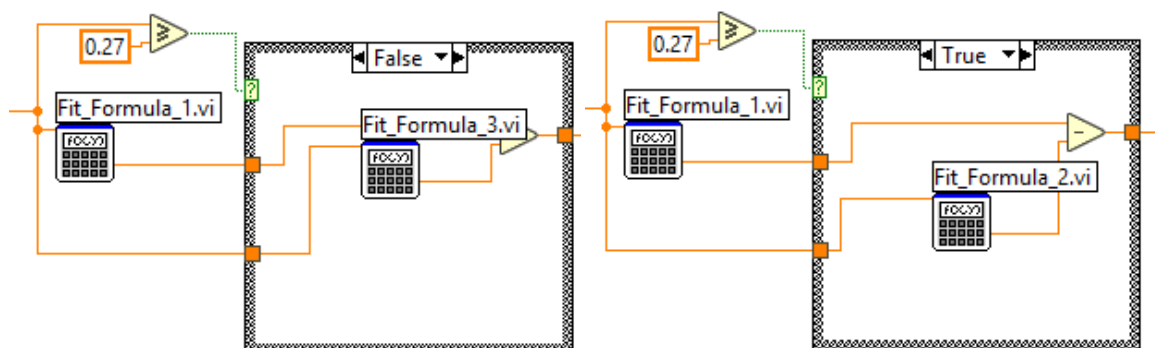 0.27
False
Fit_Formula_1.vi
Fit_Formula_3.vi
?
0.27
True
Fit_Formula_1.vi
Fit_Formula_2.vi
?